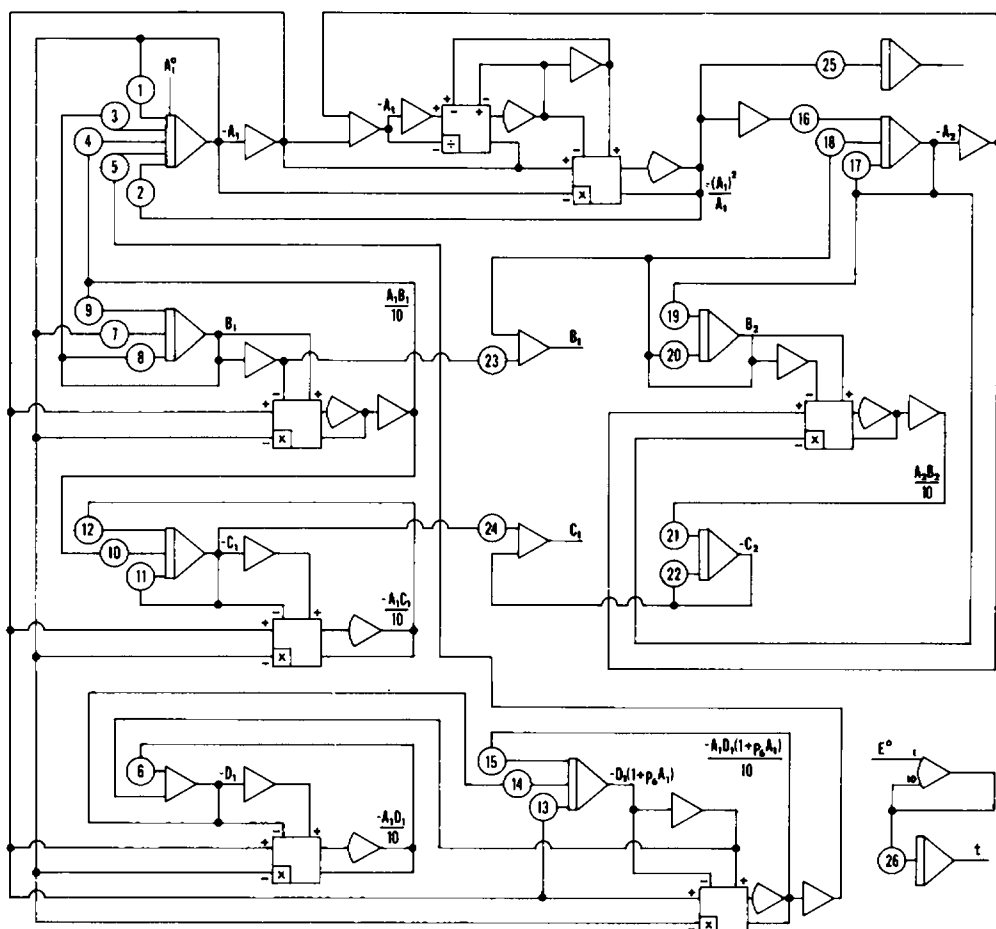 A₁° 25
1
3 -A₁ -A₁ + - - + 16 -A₂
4 + - ÷ 18
5 17
2 - + + x - -(A₁)² / A₁
9 A₁B₁ / 10 19
7 B₁ B₁ B₂
8 23 20
- + - +
+ - x + - x
A₂B₂ / 10
12 24 21
10 -C₁ C₁ -C₂
11 22
- + -A₁C₁ / 10
+ - x
15 -A₁D₁(1+p₆A₁) / 10 E° 1
6 -D₁ 14 -D₁(1+p₆A₁) 10
13
- + -A₁D₁ / 10 26 t
+ - x - +
+ - x